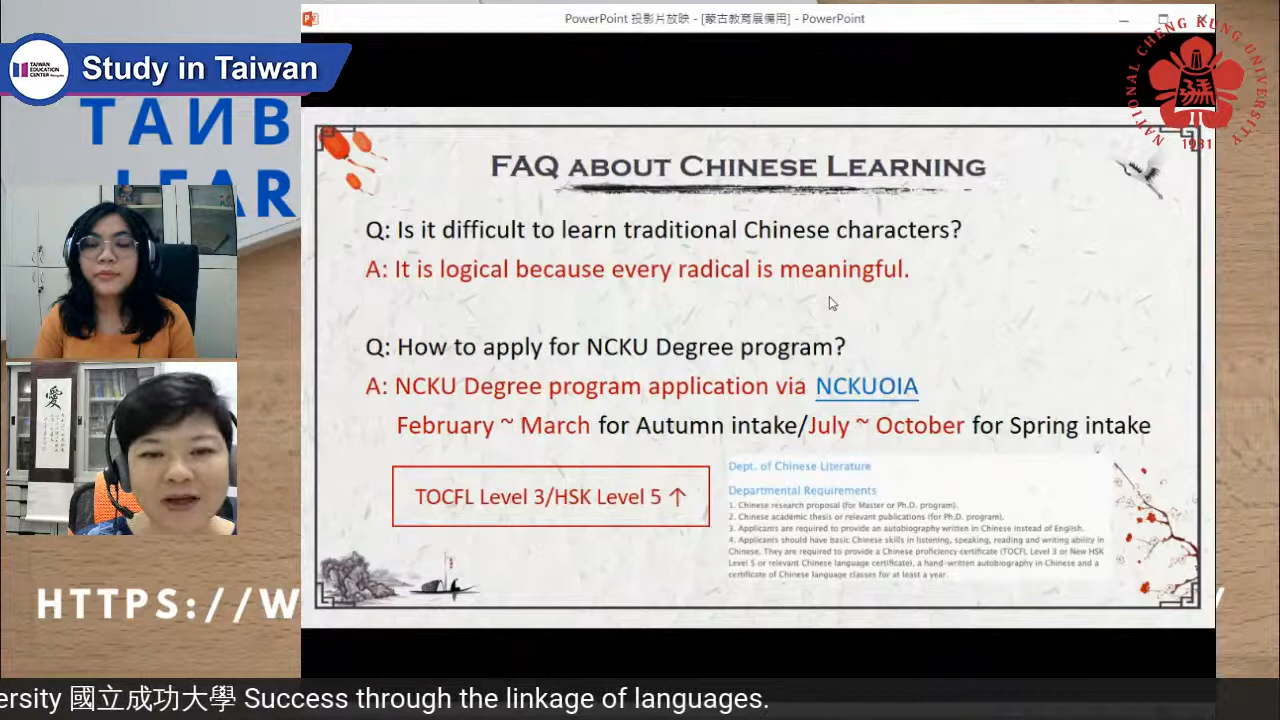 PowerPoint 投影片放映 - [蒙古教育展備用] - PowerPoint
TAIWAN
EDUCATION
CENTER Mongolia
Study in Taiwan
NATIONAL CHENG KUNG UNIVERSITY
1931
ТАЙВ
LEAR
FAQ ABOUT CHINESE LEARNING
Q: Is it difficult to learn traditional Chinese characters?
A: It is logical because every radical is meaningful.
Q: How to apply for NCKU Degree program?
A: NCKU Degree program application via NCKUOIA
February ~ March for Autumn intake/July ~ October for Spring intake
TOCFL Level 3/HSK Level 5 ↑
Dept. of Chinese Literature
Departmental Requirements
1. Chinese research proposal (for Master or Ph.D. program).
2. Chinese academic thesis or relevant publications (for Ph.D. program).
3. Applicants are required to provide an autobiography written in Chinese instead of English.
4. Applicants should have basic Chinese skills in listening, speaking, reading and writing ability in
Chinese. They are required to provide a Chinese proficiency certificate (TOCFL Level 3 or New HSK
Level 5 or relevant Chinese language certificate), a hand-written autobiography in Chinese and a
certificate of Chinese language classes for at least a year.
愛
HTTPS://W
ersity 國立成功大學 Success through the linkage of languages.